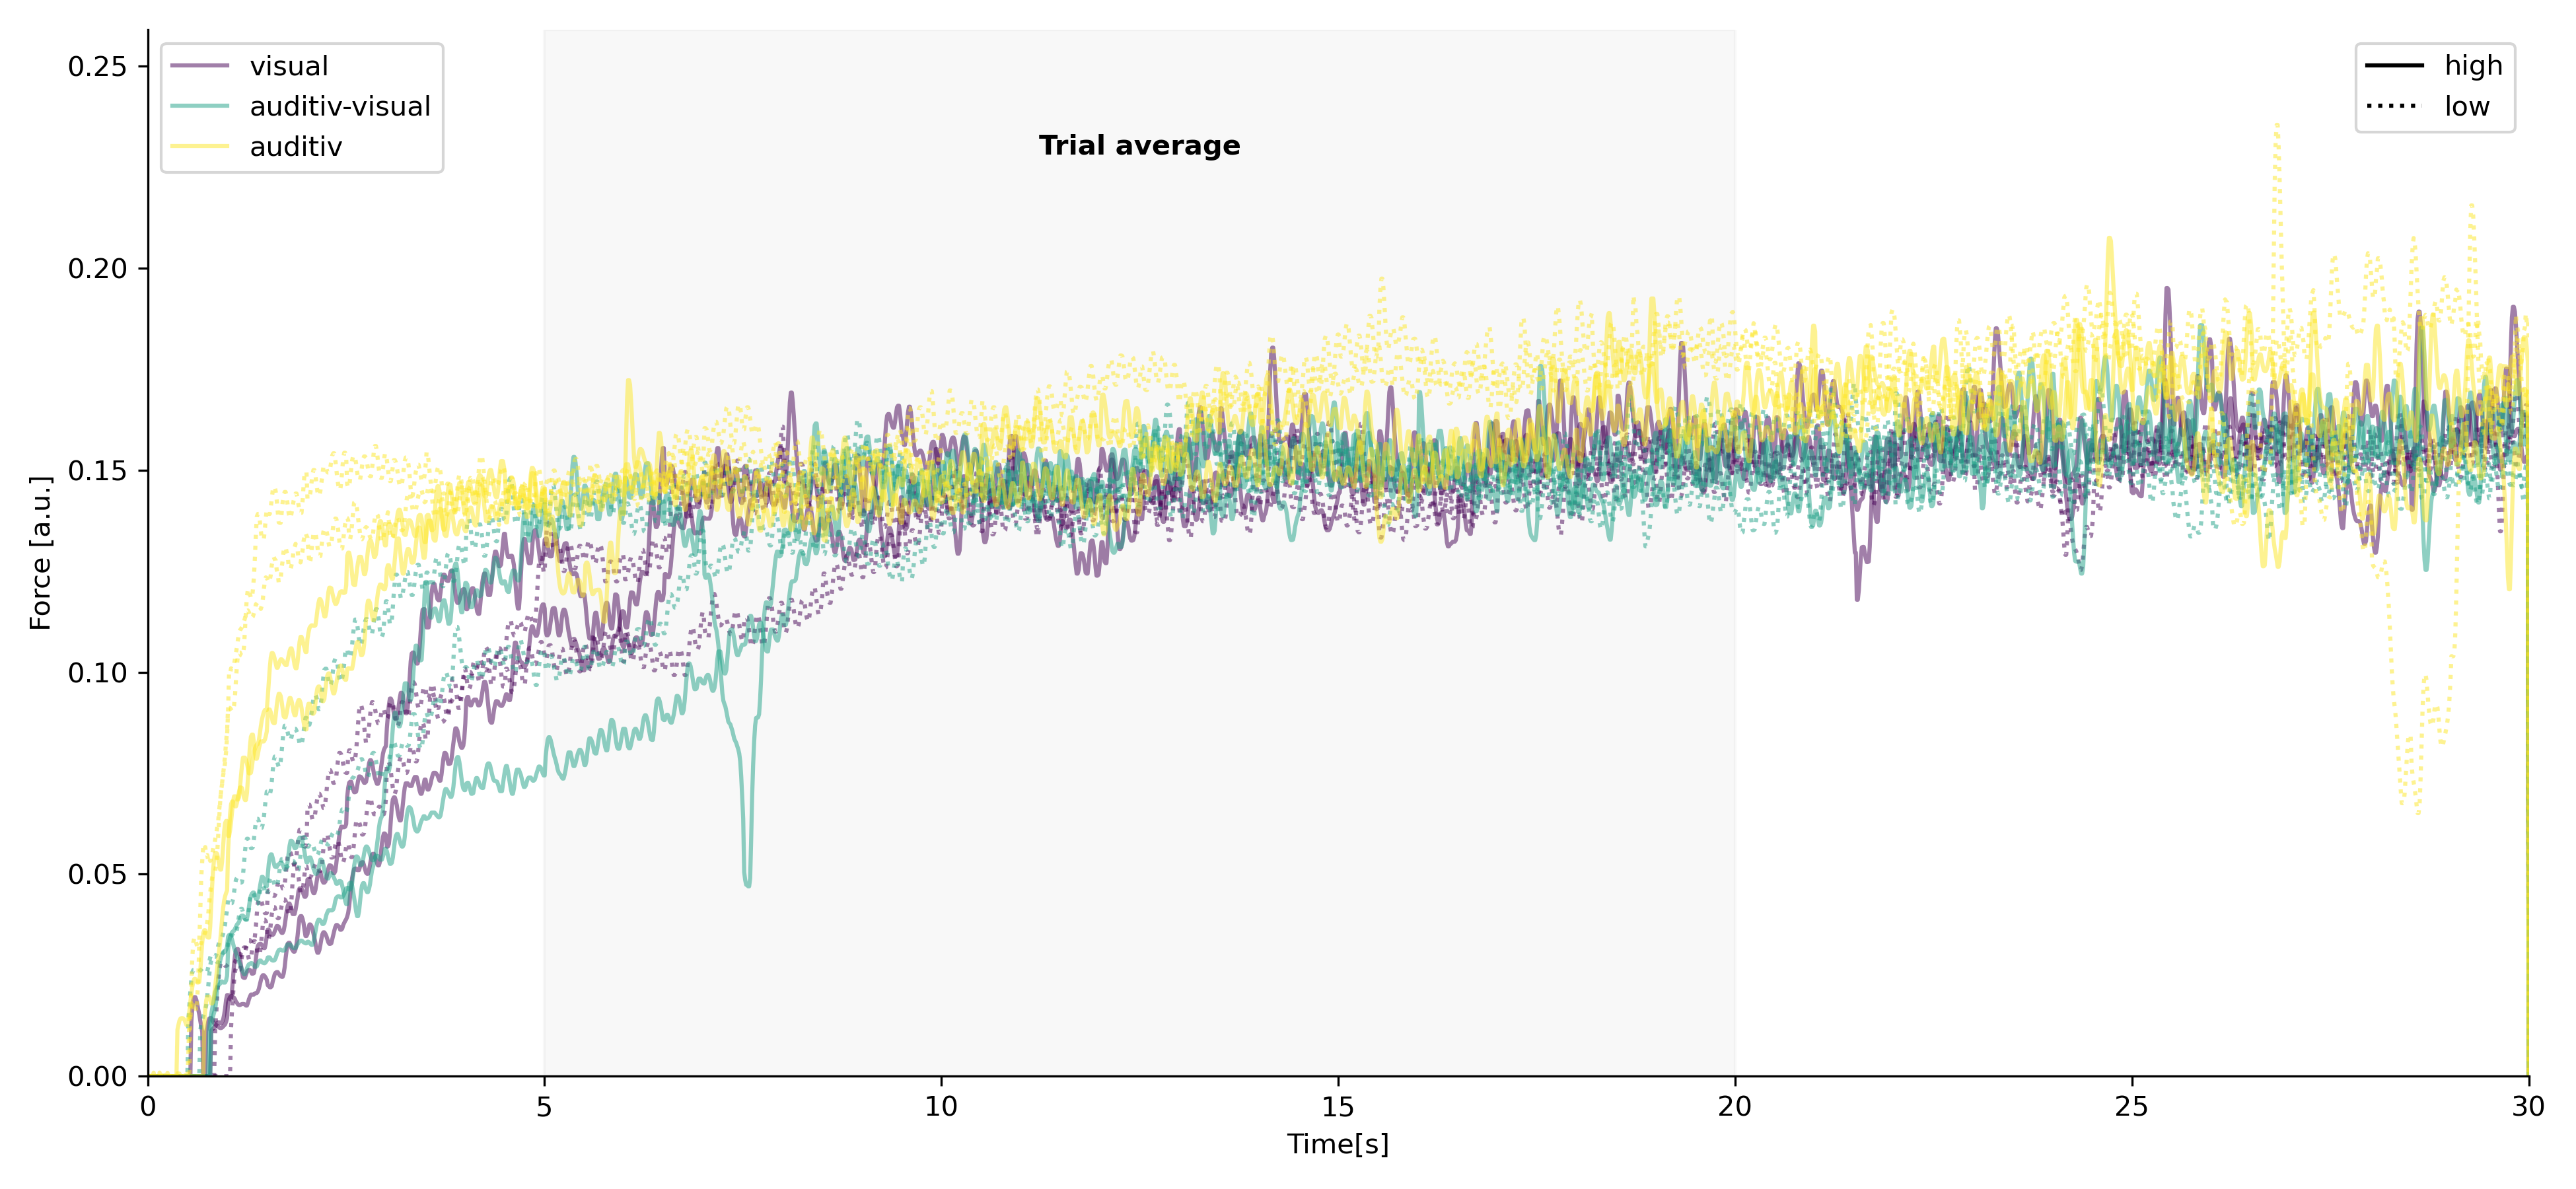 visual
auditiv-visual
auditiv
high
low
Trial average
Force [a.u.]
0.25
0.20
0.15
0.10
0.05
0.00
0 5 10 15 20 25 30
Time[s]